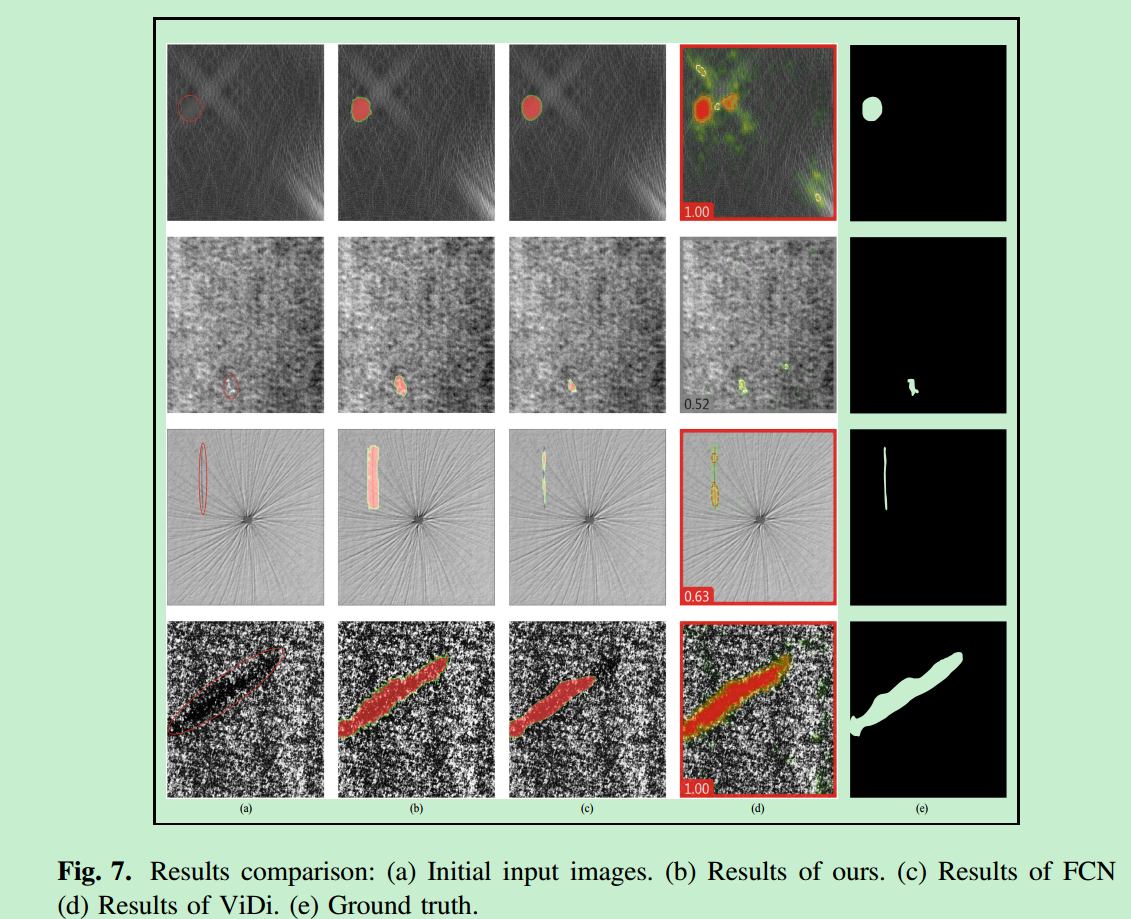 1.00
0.52
0.63
1.00
(a) (b) (c) (d) (e)
Fig. 7. Results comparison: (a) Initial input images. (b) Results of ours. (c) Results of FCN
(d) Results of ViDi. (e) Ground truth.